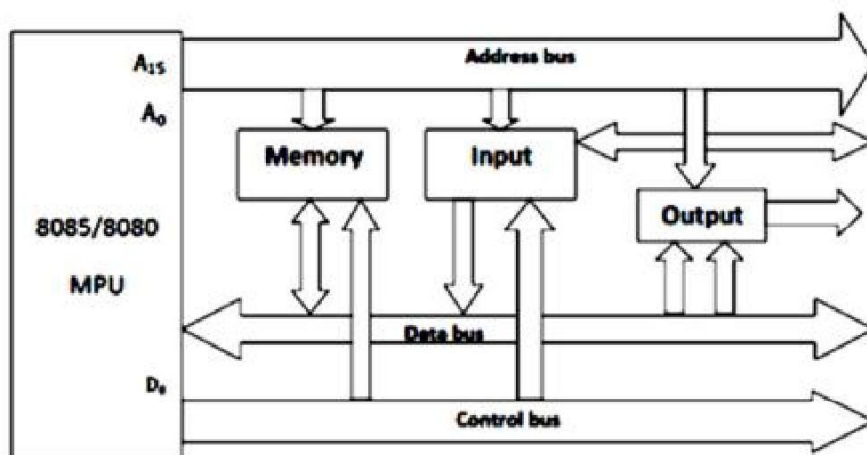 A₁₅
Address bus
A₀
Memory
Input
Output
8085/8080
MPU
Data bus
D₀
Control bus